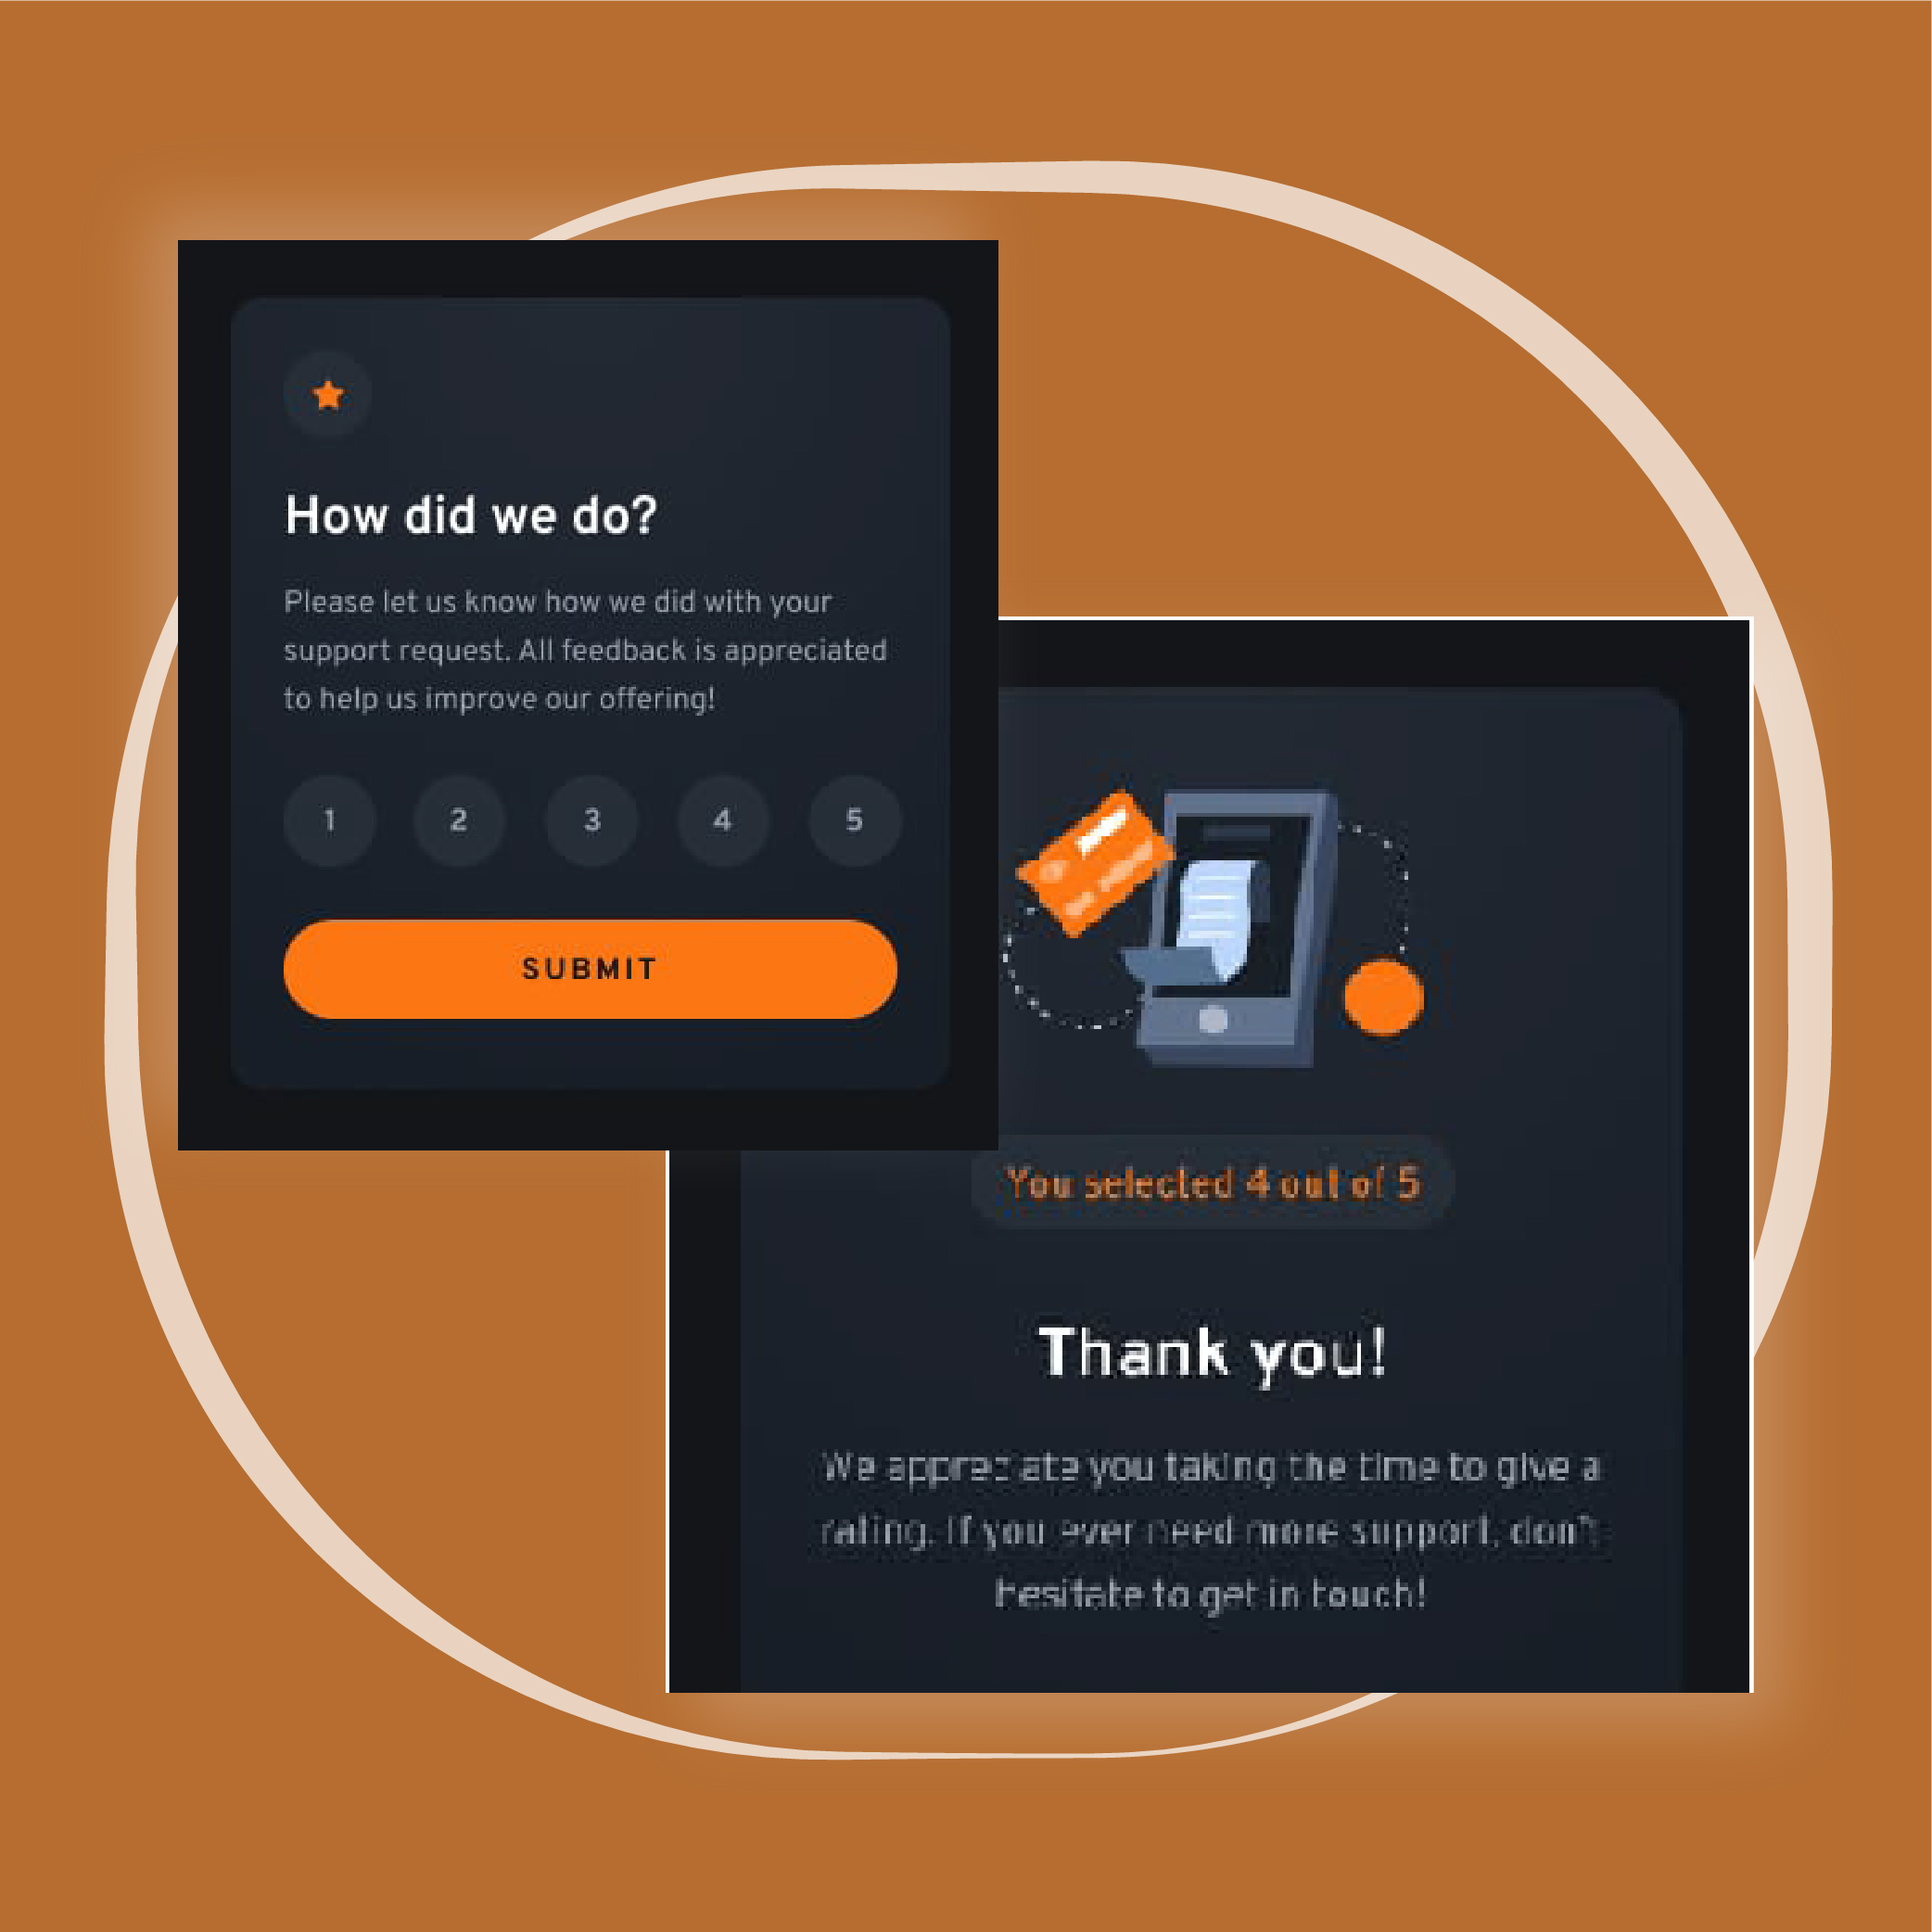 How did we do?
Please let us know how we did with your
support request. All feedback is appreciated
to help us improve our offering!
1 2 3 4 5
SUBMIT
You selected 4 out of 5
Thank you!
We appreciate you taking the time to give a
rating. If you ever need more support, don't
hesitate to get in touch!